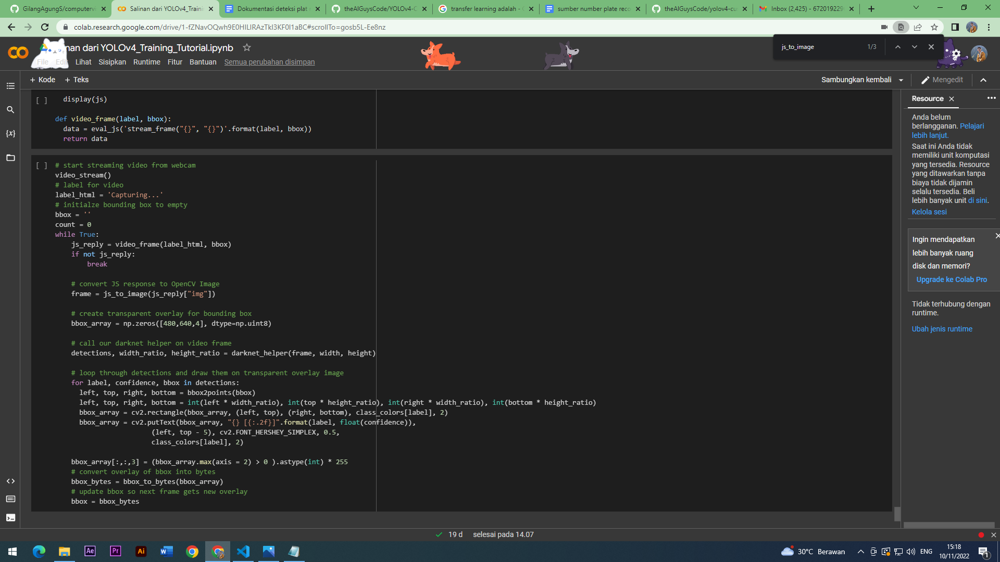 GilangAgungS/computerv
Salinan dari YOLOv4_Traini
Dokumentasi deteksi plat
theAIGuysCode/YOLOv4-C
transfer learning adalah - G
sumber number plate reco
theAIGuysCode/yolov4-cu
Inbox (2,425) - 672019229
colab.research.google.com/drive/1-fZNavOQwh9E0HILIRAzTkI3KF0I1aBC#scrollTo=gosb5L-Ee8nz
js_to_image
1/3
nan dari YOLOv4_Training_Tutorial.ipynb
File Edit Lihat Sisipkan Runtime Fitur Bantuan Semua perubahan disimpan
+ Kode + Teks
Sambungkan kembali
Mengedit
[ ]
display(js)
def video_frame(label, bbox):
data = eval_js('stream_frame("{}", "{}")'.format(label, bbox))
return data
[ ]
# start streaming video from webcam
video_stream()
# label for video
label_html = 'Capturing...'
# initialze bounding box to empty
bbox = ''
count = 0
while True:
js_reply = video_frame(label_html, bbox)
if not js_reply:
break
# convert JS response to OpenCV Image
frame = js_to_image(js_reply["img"])
# create transparent overlay for bounding box
bbox_array = np.zeros([480,640,4], dtype=np.uint8)
# call our darknet helper on video frame
detections, width_ratio, height_ratio = darknet_helper(frame, width, height)
# loop through detections and draw them on transparent overlay image
for label, confidence, bbox in detections:
left, top, right, bottom = bbox2points(bbox)
left, top, right, bottom = int(left * width_ratio), int(top * height_ratio), int(right * width_ratio), int(bottom * height_ratio)
bbox_array = cv2.rectangle(bbox_array, (left, top), (right, bottom), class_colors[label], 2)
bbox_array = cv2.putText(bbox_array, "{} [{:.2f}]".format(label, float(confidence)),
(left, top - 5), cv2.FONT_HERSHEY_SIMPLEX, 0.5,
class_colors[label], 2)
bbox_array[:,:,3] = (bbox_array.max(axis = 2) > 0 ).astype(int) * 255
# convert overlay of bbox into bytes
bbox_bytes = bbox_to_bytes(bbox_array)
# update bbox so next frame gets new overlay
bbox = bbox_bytes
Resource
Anda belum
berlangganan. Pelajari
lebih lanjut.
Saat ini Anda tidak
memiliki unit komputasi
yang tersedia. Resource
yang ditawarkan tanpa
biaya tidak dijamin
selalu tersedia. Beli
lebih banyak unit di sini.
Kelola sesi
Ingin mendapatkan
lebih banyak ruang
disk dan memori?
Upgrade ke Colab Pro
Tidak terhubung dengan
runtime.
Ubah jenis runtime
19 d selesai pada 14.07
Ae
Pr
Ai
30°C Berawan
ENG
15:18
10/11/2022
1